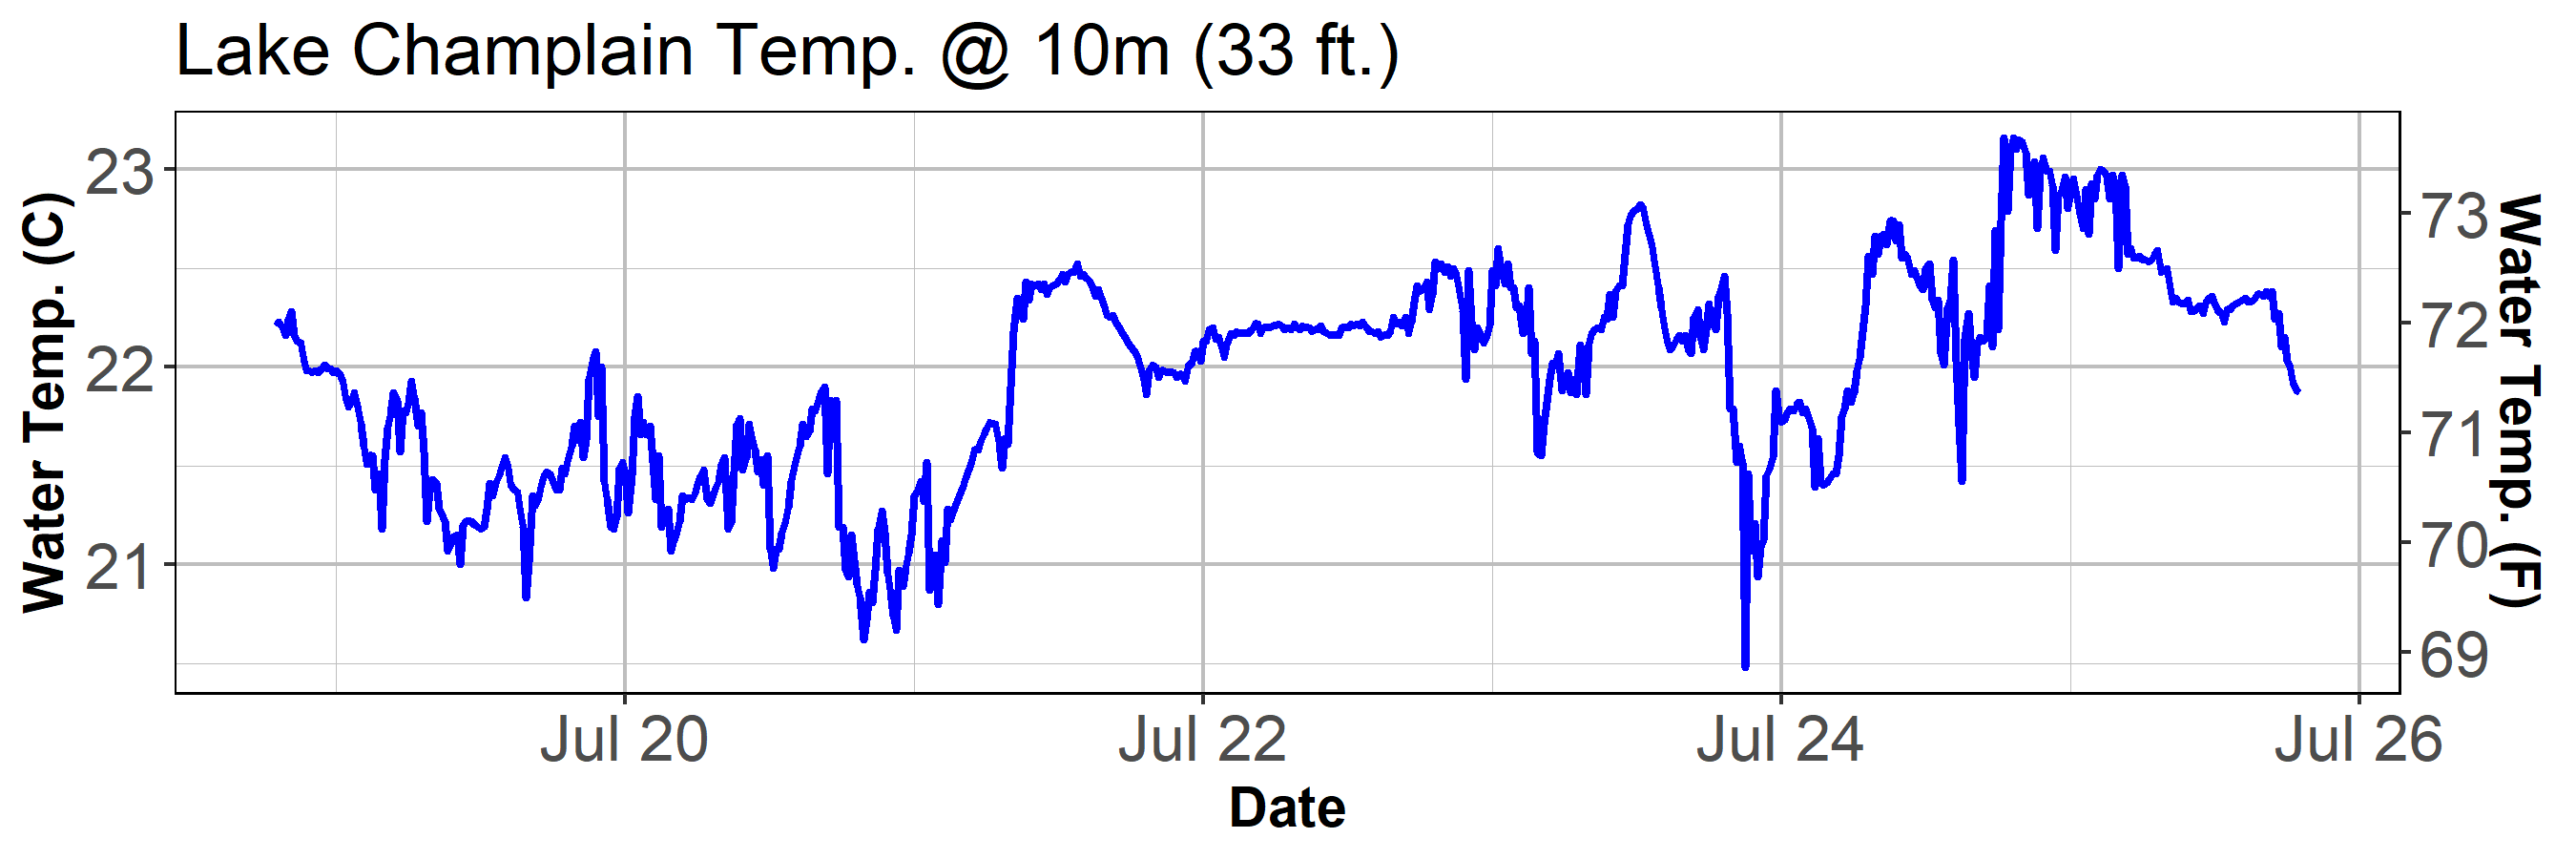 Lake Champlain Temp. @ 10m (33 ft.)
Water Temp. (C)
23
22
21
73
72
71
70
69
Water Temp. (F)
Jul 20
Jul 22
Jul 24
Jul 26
Date